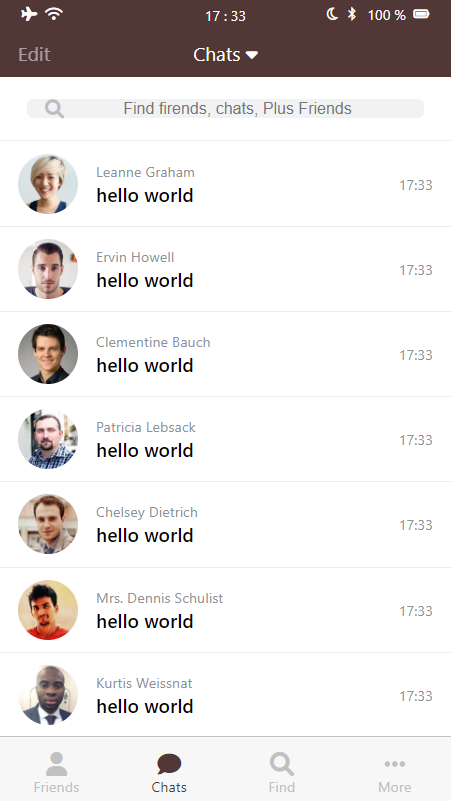 17 : 33
100 %
Edit
Chats
Find firends, chats, Plus Friends
Leanne Graham
hello world
17:33
Ervin Howell
hello world
17:33
Clementine Bauch
hello world
17:33
Patricia Lebsack
hello world
17:33
Chelsey Dietrich
hello world
17:33
Mrs. Dennis Schulist
hello world
17:33
Kurtis Weissnat
hello world
17:33
Friends
Chats
Find
More